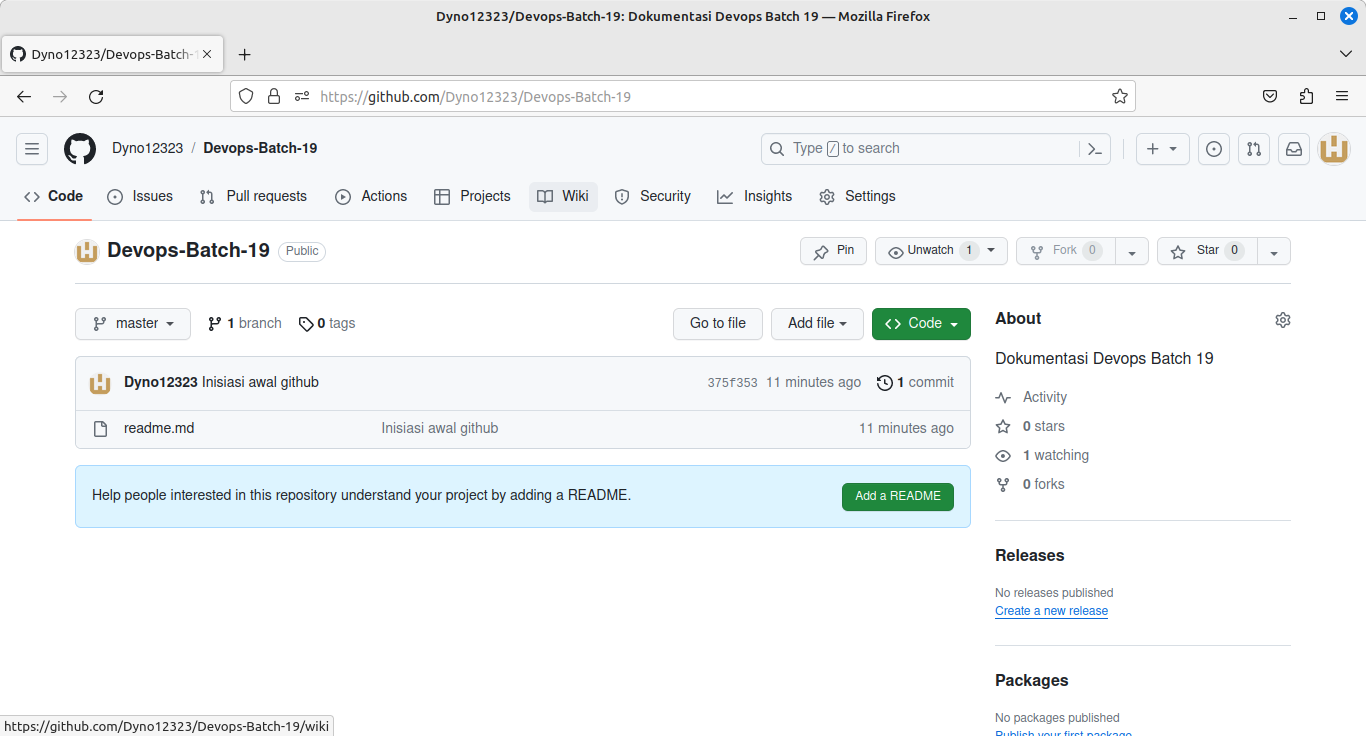 Dyno12323/Devops-Batch-19: Dokumentasi Devops Batch 19 — Mozilla Firefox
Dyno12323/Devops-Batch-1
https://github.com/Dyno12323/Devops-Batch-19
Dyno12323 / Devops-Batch-19
Type / to search
Code Issues Pull requests Actions Projects Wiki Security Insights Settings
Devops-Batch-19 Public
Pin Unwatch 1 Fork 0 Star 0
master 1 branch 0 tags Go to file Add file Code
Dyno12323 Inisiasi awal github 375f353 11 minutes ago 1 commit
readme.md Inisiasi awal github 11 minutes ago
Help people interested in this repository understand your project by adding a README. Add a README
About
Dokumentasi Devops Batch 19
Activity
0 stars
1 watching
0 forks
Releases
No releases published
Create a new release
Packages
No packages published
Publish your first package
https://github.com/Dyno12323/Devops-Batch-19/wiki